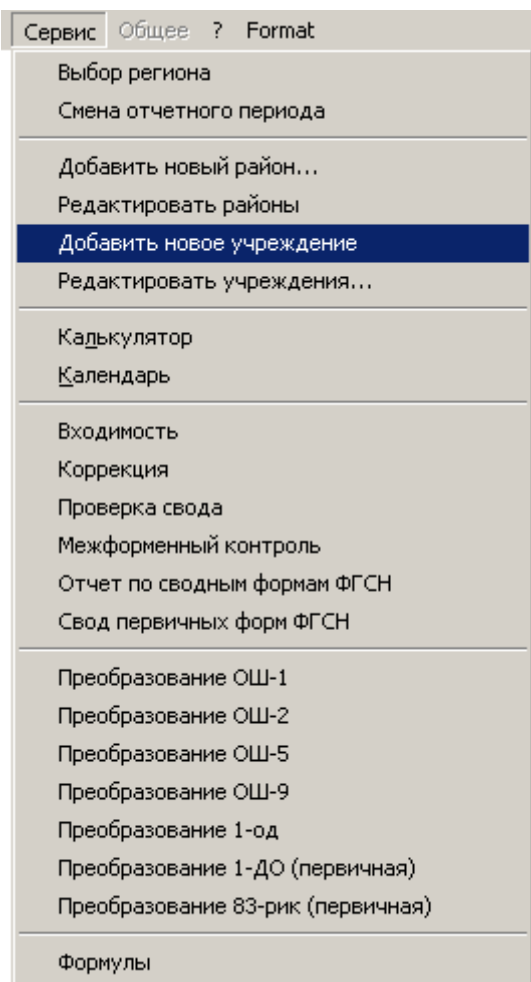 Сервис Общее ? Format
Выбор региона
Смена отчетного периода
Добавить новый район...
Редактировать районы
Добавить новое учреждение
Редактировать учреждения...
Калькулятор
Календарь
Входимость
Коррекция
Проверка свода
Межформенный контроль
Отчет по сводным формам ФГСН
Свод первичных форм ФГСН
Преобразование ОШ-1
Преобразование ОШ-2
Преобразование ОШ-5
Преобразование ОШ-9
Преобразование 1-од
Преобразование 1-ДО (первичная)
Преобразование 83-рик (первичная)
Формулы